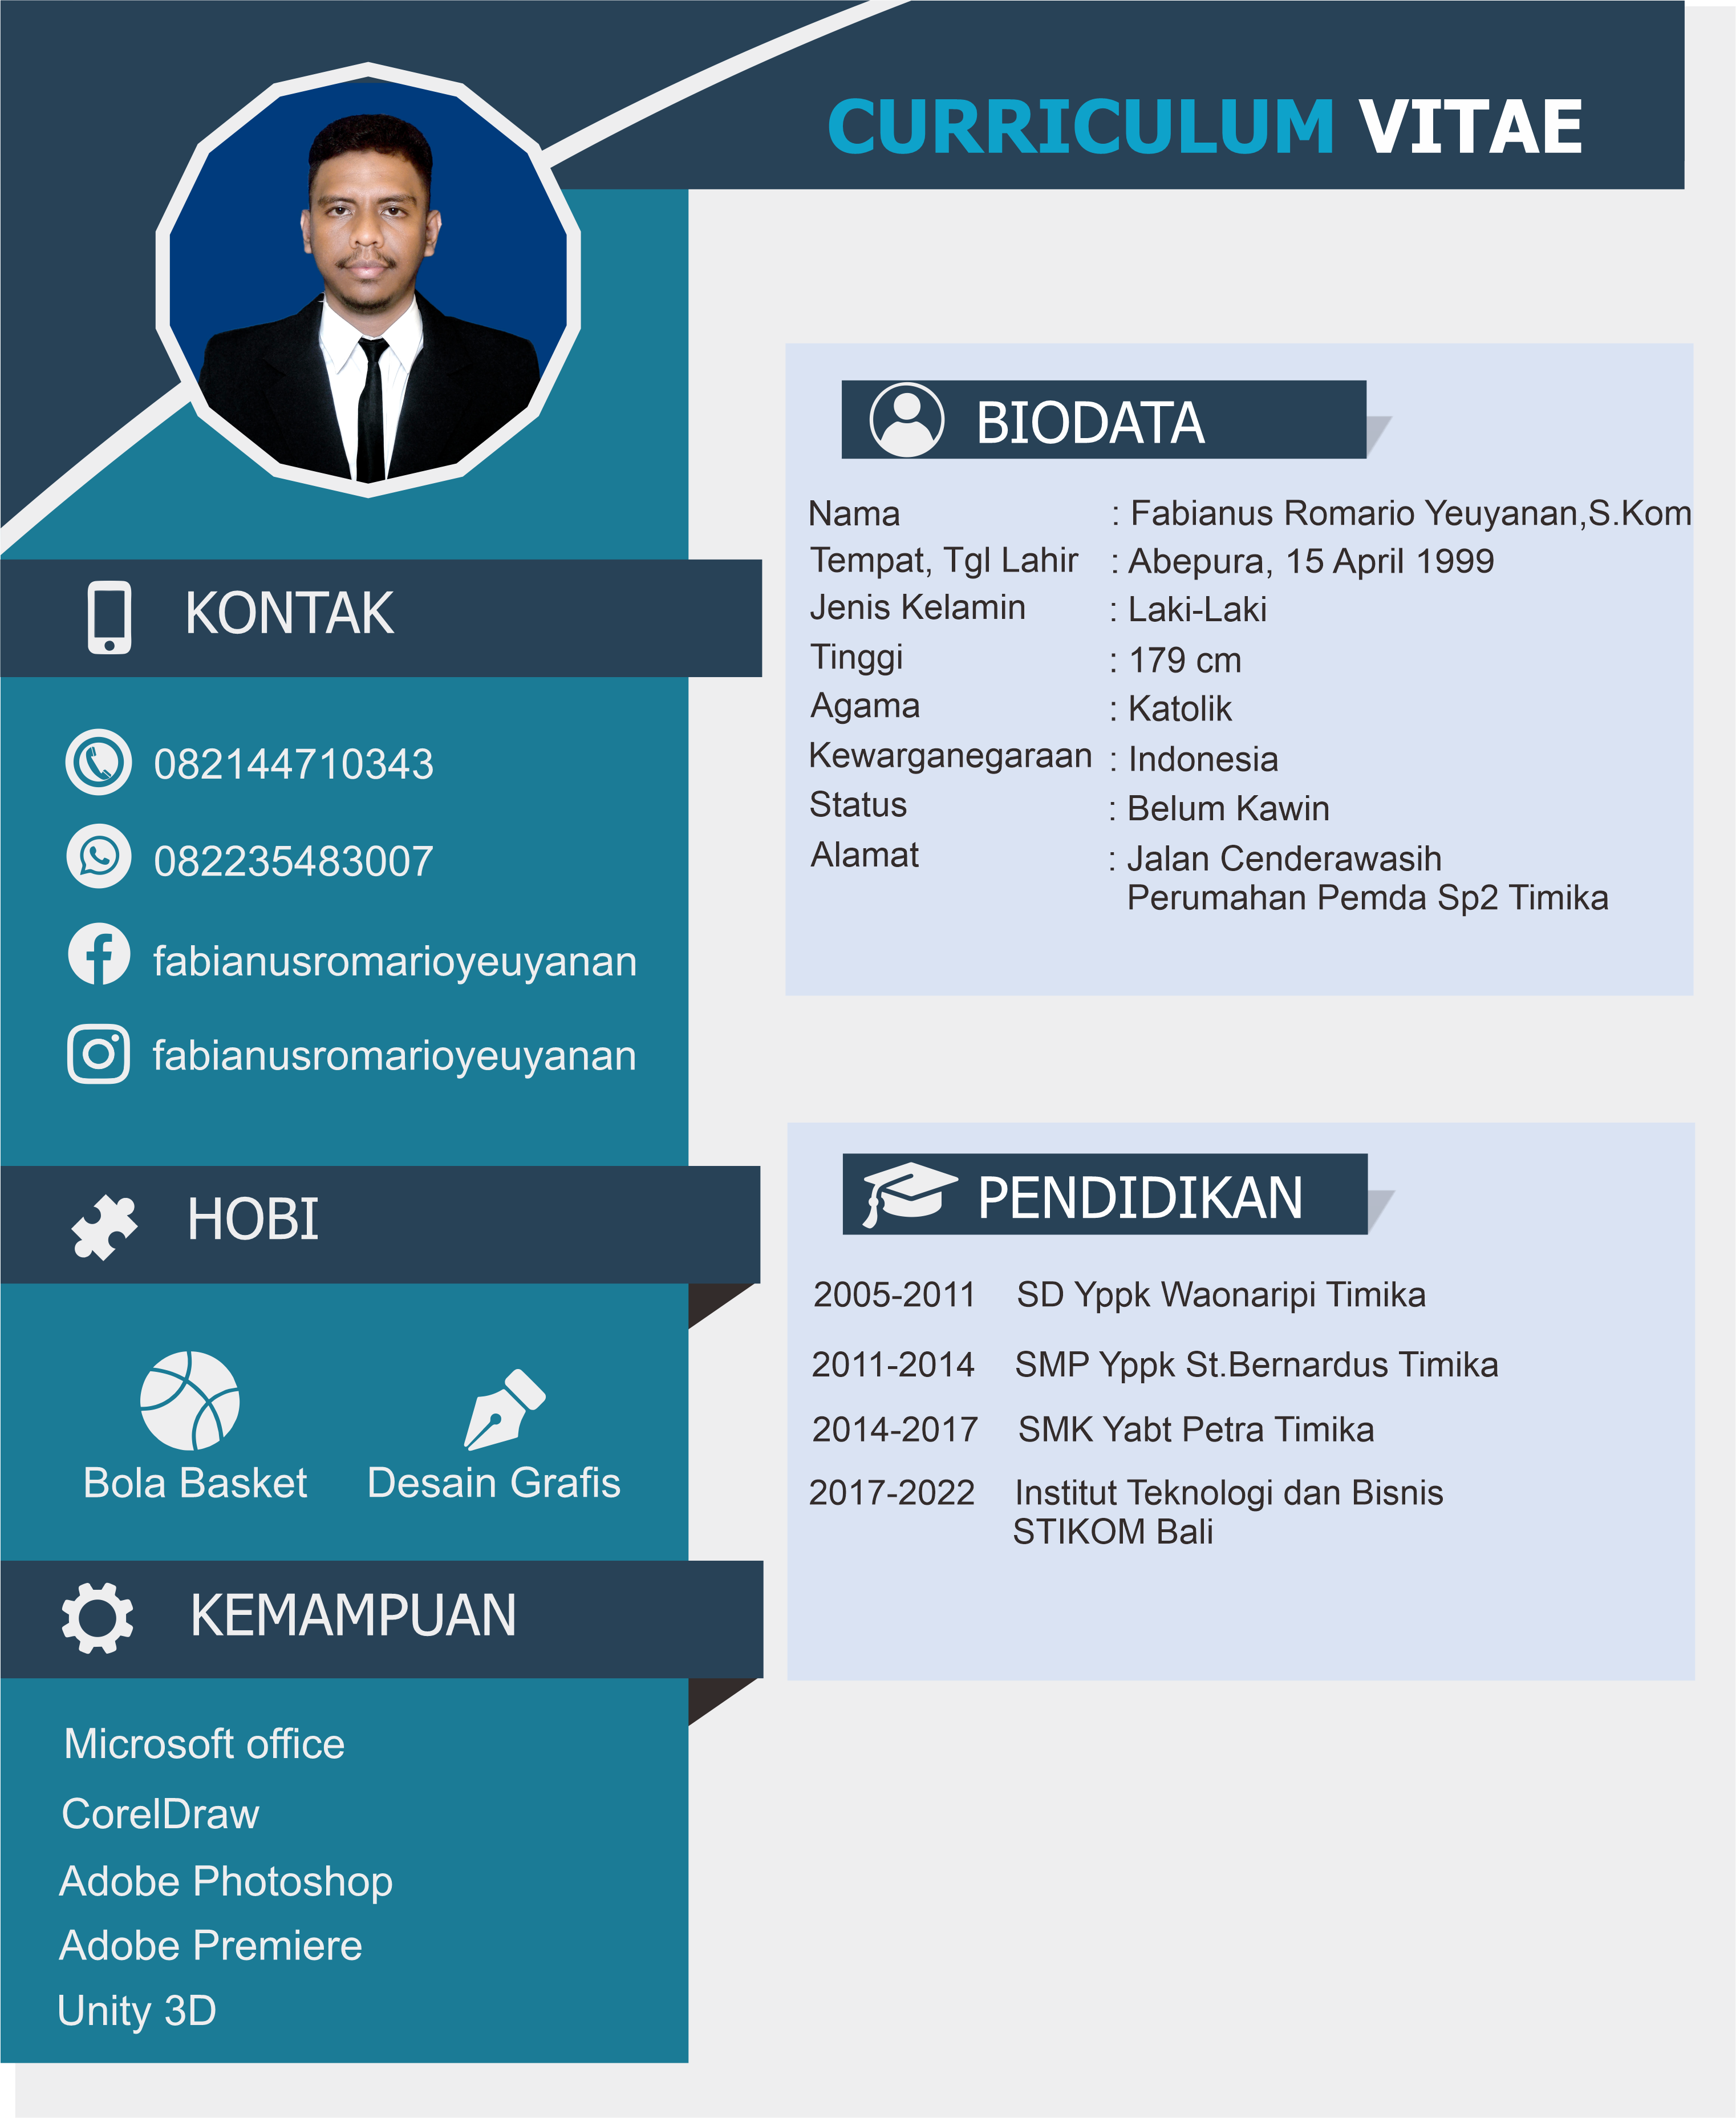 CURRICULUM VITAE
KONTAK
082144710343
082235483007
fabianusromarioyeuyanan
fabianusromarioyeuyanan
HOBI
Bola Basket
Desain Grafis
KEMAMPUAN
Microsoft office
CorelDraw
Adobe Photoshop
Adobe Premiere
Unity 3D
BIODATA
Nama : Fabianus Romario Yeuyanan,S.Kom
Tempat, Tgl Lahir : Abepura, 15 April 1999
Jenis Kelamin : Laki-Laki
Tinggi : 179 cm
Agama : Katolik
Kewarganegaraan : Indonesia
Status : Belum Kawin
Alamat : Jalan Cenderawasih
Perumahan Pemda Sp2 Timika
PENDIDIKAN
2005-2011 SD Yppk Waonaripi Timika
2011-2014 SMP Yppk St.Bernardus Timika
2014-2017 SMK Yabt Petra Timika
2017-2022 Institut Teknologi dan Bisnis
STIKOM Bali